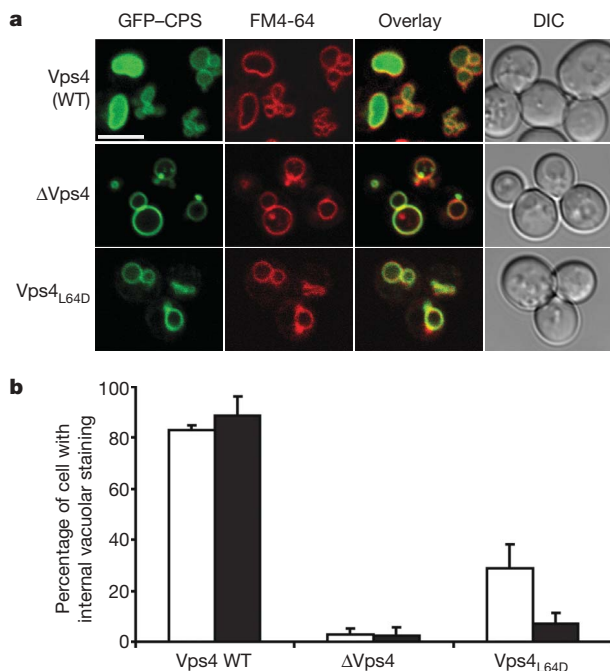 a
GFP–CPS FM4-64 Overlay DIC
Vps4
(WT)
ΔVps4
Vps4L64D
b
Percentage of cell with
internal vacuolar staining
100
80
60
40
20
0
Vps4 WT ΔVps4 Vps4L64D